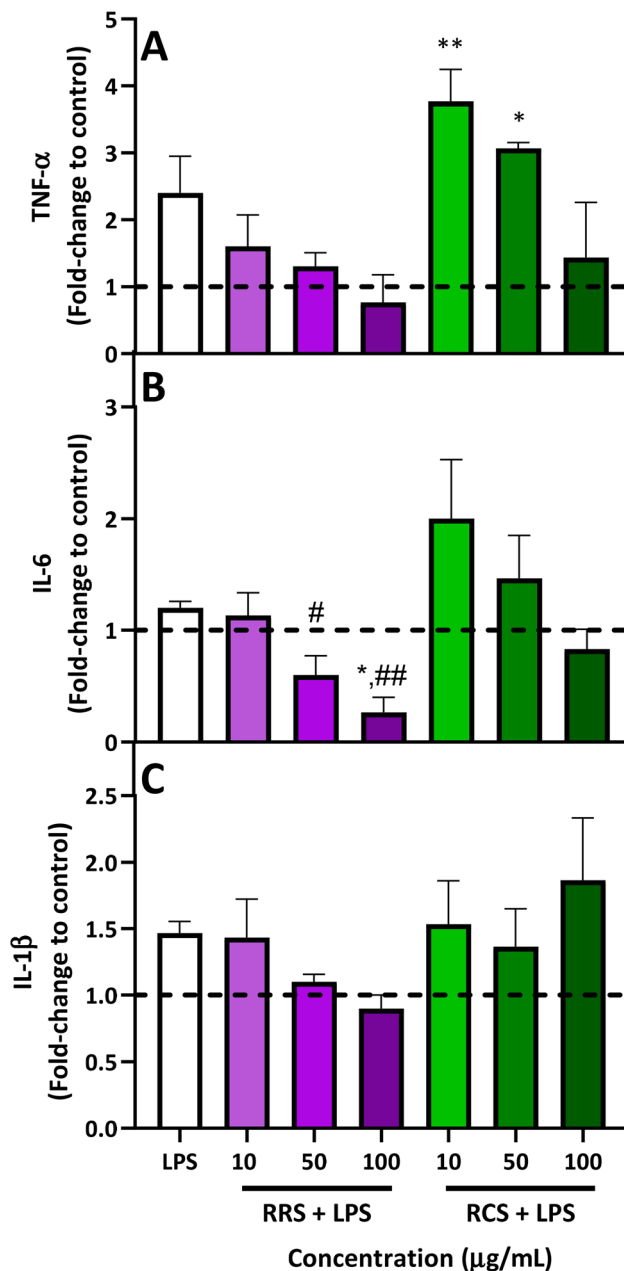 A
TNF-α
(Fold-change to control)
5
4
3
2
1
0
**
*
B
IL-6
(Fold-change to control)
3
2
1
0
#
*,##
C
IL-1β
(Fold-change to control)
2.5
2.0
1.5
1.0
0.5
0.0
LPS 10 50 100 10 50 100
RRS + LPS RCS + LPS
Concentration (μg/mL)